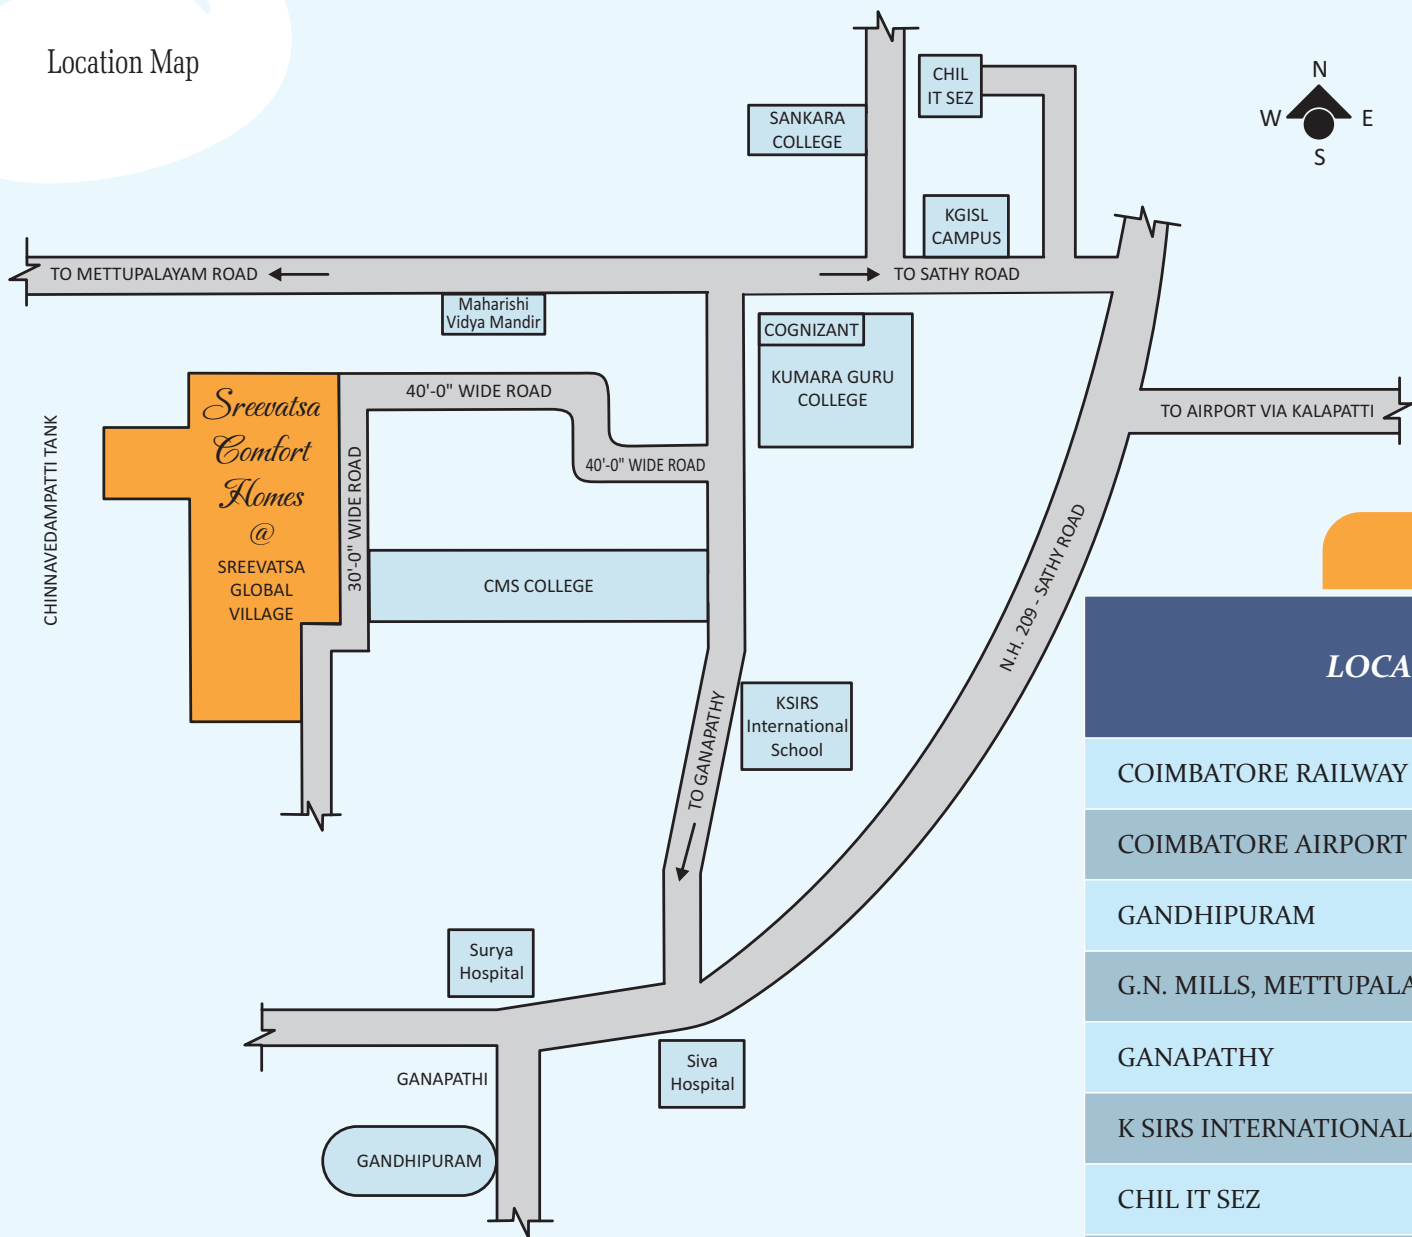 Location Map
N
W E
S
CHIL
IT SEZ
SANKARA
COLLEGE
KGISL
CAMPUS
TO METTUPALAYAM ROAD
TO SATHY ROAD
Maharishi
Vidya Mandir
COGNIZANT
KUMARA GURU
COLLEGE
TO AIRPORT VIA KALAPATTI
CHINNAVEDAMPATTI TANK
Sreevatsa
Comfort
Homes
@
SREEVATSA
GLOBAL
VILLAGE
40'-0" WIDE ROAD
40'-0" WIDE ROAD
30'-0" WIDE ROAD
CMS COLLEGE
N.H. 209 - SATHY ROAD
TO GANAPATHY
KSIRS
International
School
Surya
Hospital
Siva
Hospital
GANAPATHI
GANDHIPURAM
LOCA
COIMBATORE RAILWAY
COIMBATORE AIRPORT
GANDHIPURAM
G.N. MILLS, METTUPALA
GANAPATHY
K SIRS INTERNATIONAL
CHIL IT SEZ